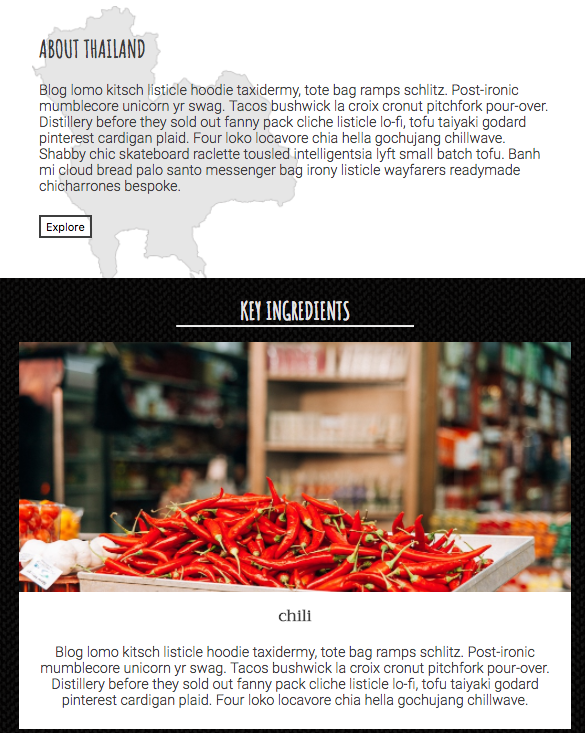 ABOUT THAILAND
Blog lomo kitsch listicle hoodie taxidermy, tote bag ramps schlitz. Post-ironic
mumblecore unicorn yr swag. Tacos bushwick la croix cronut pitchfork pour-over.
Distillery before they sold out fanny pack cliche listicle lo-fi, tofu taiyaki godard
pinterest cardigan plaid. Four loko locavore chia hella gochujang chillwave.
Shabby chic skateboard raclette tousled intelligentsia lyft small batch tofu. Banh
mi cloud bread palo santo messenger bag irony listicle wayfarers readymade
chicharrones bespoke.
Explore
KEY INGREDIENTS
chili
Blog lomo kitsch listicle hoodie taxidermy, tote bag ramps schlitz. Post-ironic
mumblecore unicorn yr swag. Tacos bushwick la croix cronut pitchfork pour-over.
Distillery before they sold out fanny pack cliche listicle lo-fi, tofu taiyaki godard
pinterest cardigan plaid. Four loko locavore chia hella gochujang chillwave.